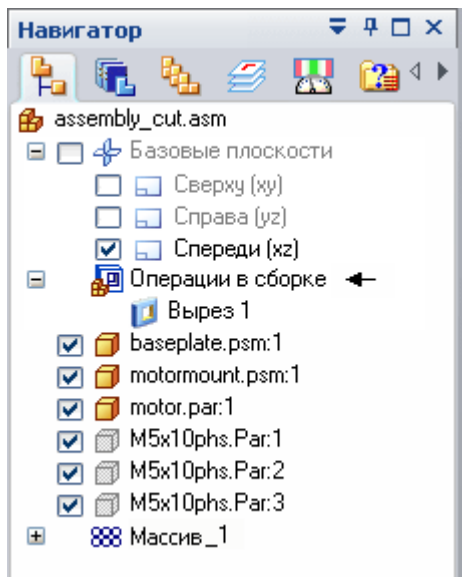 Навигатор
assembly_cut.asm
Базовые плоскости
Сверху (xy)
Справа (yz)
Спереди (xz)
Операции в сборке
Вырез 1
baseplate.psm:1
motormount.psm:1
motor.par:1
M5x10phs.Par:1
M5x10phs.Par:2
M5x10phs.Par:3
Массив_1